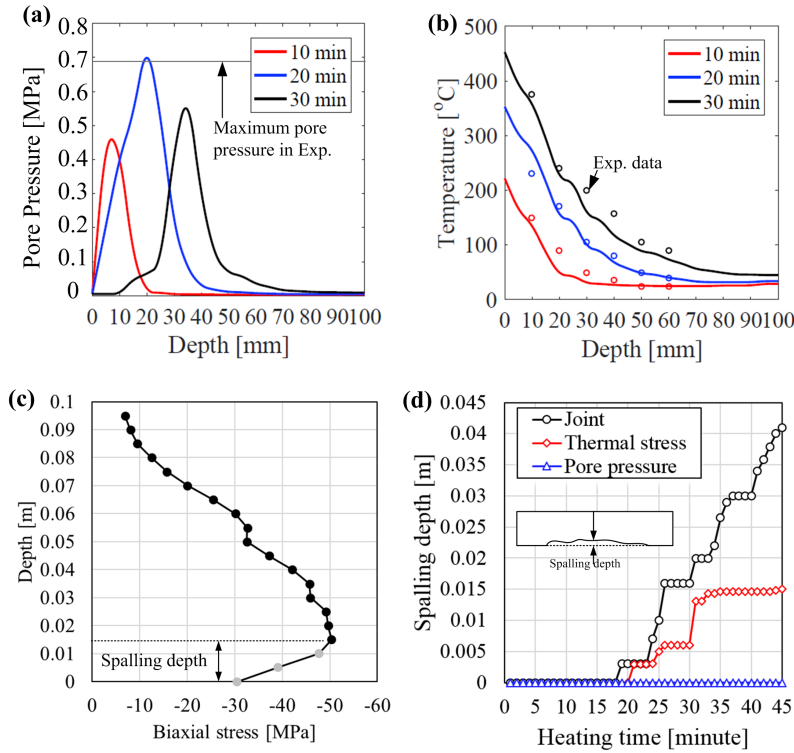 (a)
0.8
0.7
0.6
0.5
0.4
0.3
0.2
0.1
0
Pore Pressure [MPa]
10 min
20 min
30 min
Maximum pore
pressure in Exp.
0 10 20 30 40 50 60 70 80 90100
Depth [mm]
(b)
500
400
300
200
100
0
Temperature [°C]
10 min
20 min
30 min
Exp. data
0 10 20 30 40 50 60 70 80 90100
Depth [mm]
(c)
0.1
0.09
0.08
0.07
0.06
0.05
0.04
0.03
0.02
0.01
0
Depth [m]
Spalling depth
0 -10 -20 -30 -40 -50 -60
Biaxial stress [MPa]
(d)
0.045
0.04
0.035
0.03
0.025
0.02
0.015
0.01
0.005
0
Spalling depth [m]
Joint
Thermal stress
Pore pressure
Spalling depth
0 5 10 15 20 25 30 35 40 45
Heating time [minute]